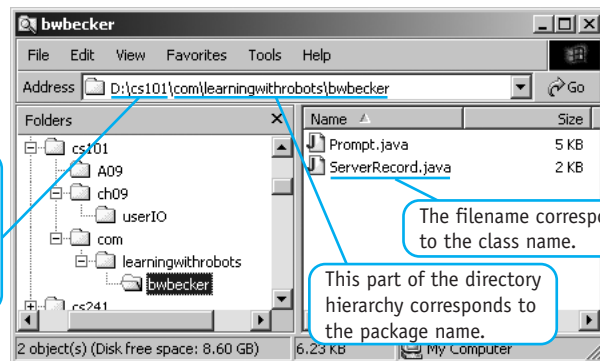 bwbecker
File Edit View Favorites Tools Help
Address D:\cs101\com\learningwithrobots\bwbecker Go
Folders
cs101
A09
ch09
userIO
com
learningwithrobots
bwbecker
cs241
Name Size
Prompt.java 5 KB
ServerRecord.java 2 KB
The filename
to the class name.
This part of the directory
hierarchy corresponds to
the package name.
2 object(s) (Disk free space: 8.60 GB) 6.23 KB My Computer